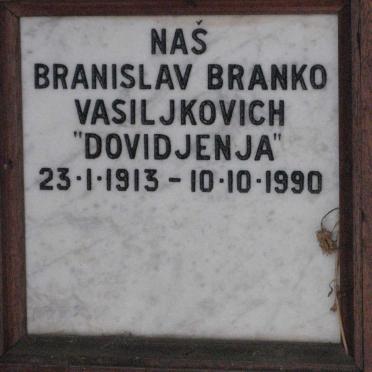 NAŠ
BRANISLAV BRANKO
VASILJKOVICH
"DOVIDJENJA"
23·1·1913 – 10·10·1990